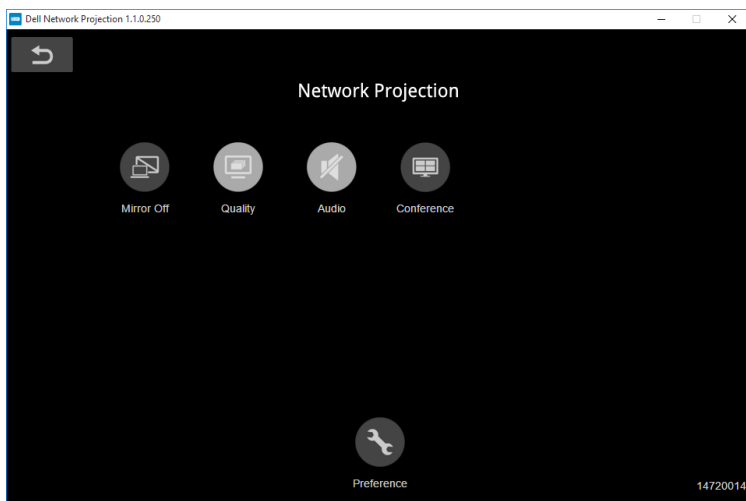 Dell Network Projection 1.1.0.250
Network Projection
Mirror Off Quality Audio Conference
Preference
14720014